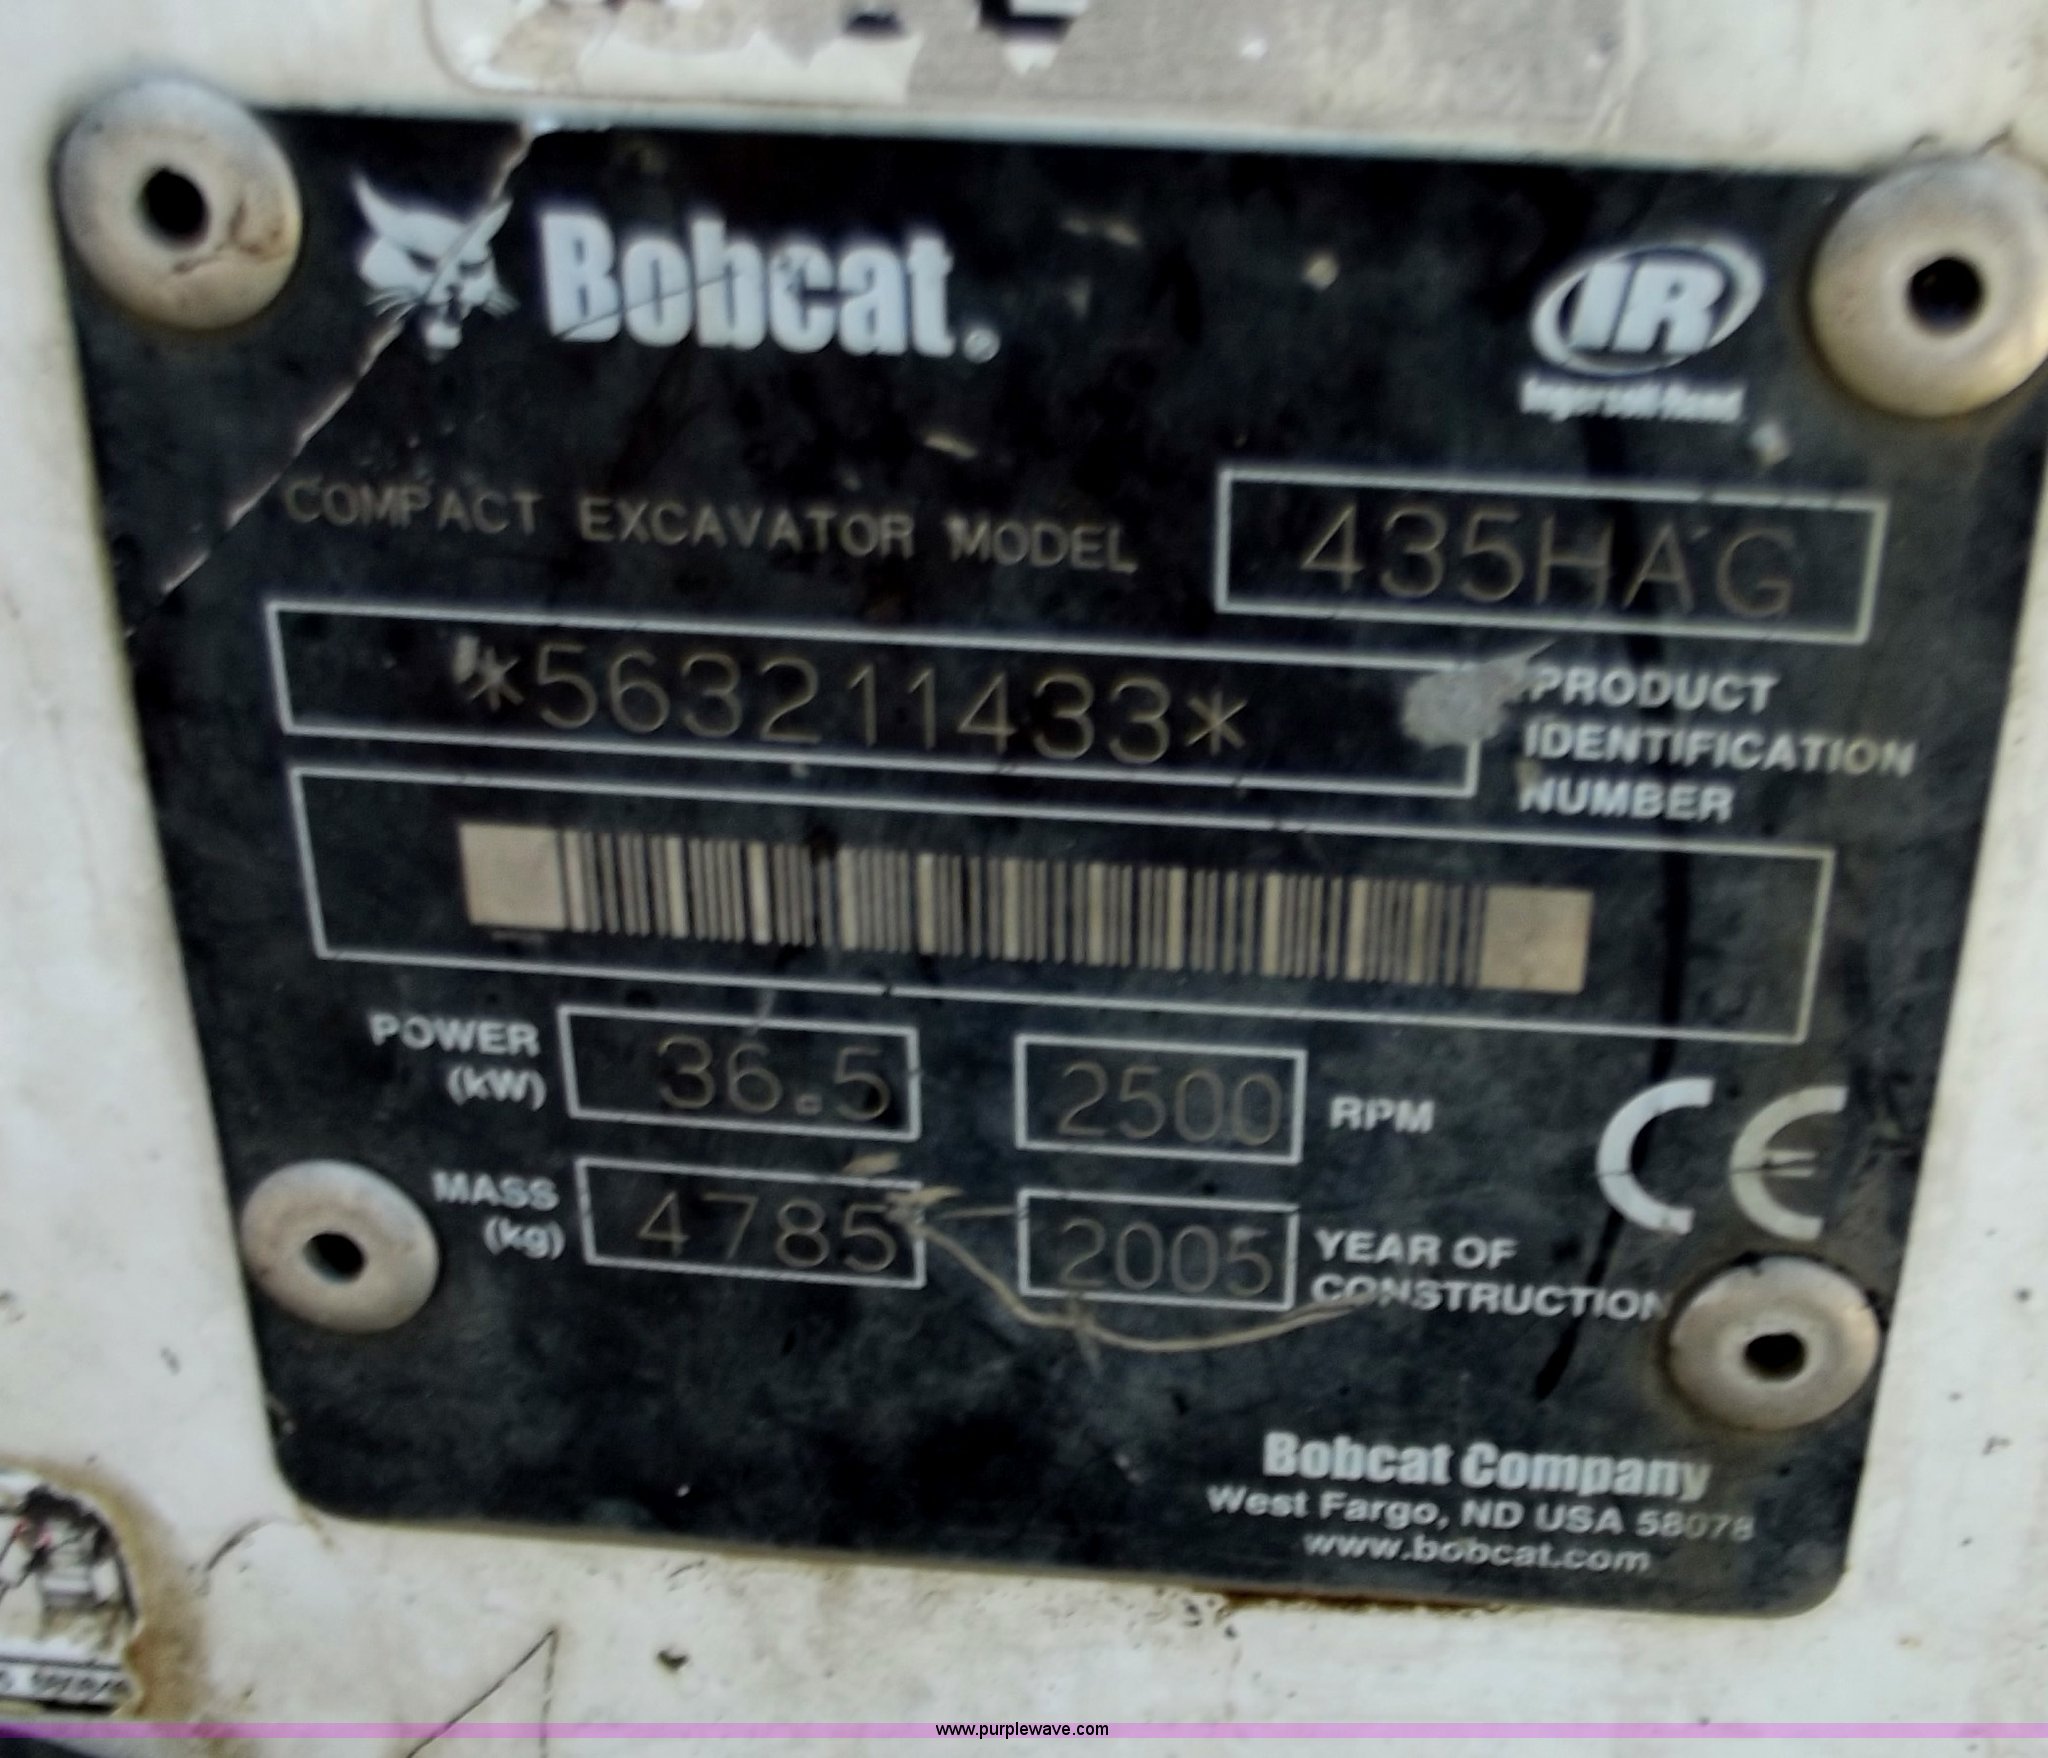 Bobcat®
IR
Ingersoll-Rand
COMPACT EXCAVATOR MODEL 435HAG
*563211433* PRODUCT
IDENTIFICATION
NUMBER
POWER
(kW) 36.5 2500 RPM
CE
MASS
(kg) 4785 2005 YEAR OF
CONSTRUCTION
Bobcat Company
West Fargo, ND USA 58078
www.bobcat.com
www.purplewave.com